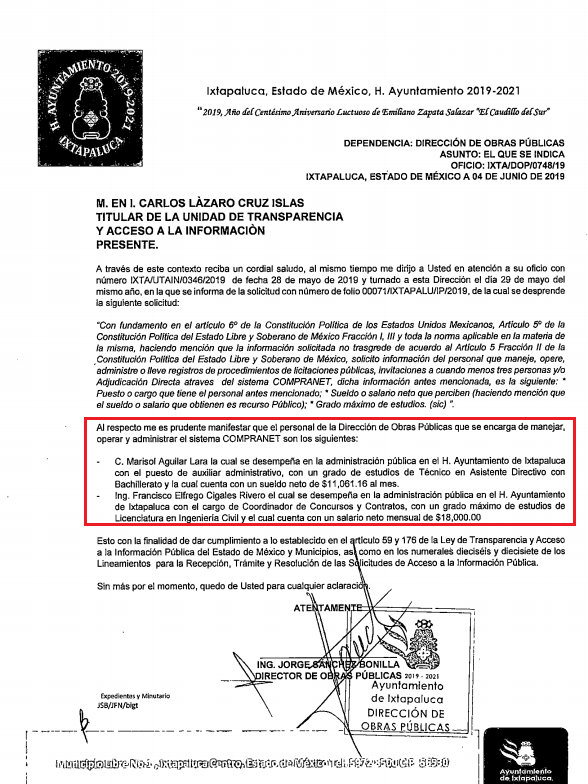 H. AYUNTAMIENTO 2019-2021
IXTAPALUCA.
Ixtapaluca, Estado de México, H. Ayuntamiento 2019-2021
"2019, Año del Centésimo Aniversario Luctuoso de Emiliano Zapata Salazar "El Caudillo del Sur"
DEPENDENCIA: DIRECCIÓN DE OBRAS PÚBLICAS
ASUNTO: EL QUE SE INDICA
OFICIO: IXTA/DOP/0748/19
IXTAPALUCA, ESTADO DE MÉXICO A 04 DE JUNIO DE 2019
M. EN I. CARLOS LÀZARO CRUZ ISLAS
TITULAR DE LA UNIDAD DE TRANSPARENCIA
Y ACCESO A LA INFORMACIÒN
PRESENTE.
A través de este contexto reciba un cordial saludo, al mismo tiempo me dirijo a Usted en atención a su oficio con
número IXTA/UTAIN/0346/2019 de fecha 28 de mayo de 2019 y turnado a esta Dirección el día 29 de mayo del
mismo año, en la que se informa de la solicitud con número de folio 00071/IXTAPALU/IP/2019, de la cual se desprende
la siguiente solicitud:
"Con fundamento en el artículo 6º de la Constitución Política de los Estados Unidos Mexicanos, Artículo 5º de la
Constitución Política del Estado Libre y Soberano de México Fracción I, III y toda la norma aplicable en la materia de
la misma, haciendo mención que la información solicitada no trasgrede de acuerdo al Artículo 5 Fracción II de la
Constitución Política del Estado Libre y Soberano de México, solicito información del personal que maneje, opere,
administre o lleve registros de procedimientos de licitaciones públicas, invitaciones a cuando menos tres personas y/o
Adjudicación Directa atraves del sistema COMPRANET, dicha información antes mencionada, es la siguiente: *
Puesto o cargo que tiene el personal antes mencionado; * Sueldo o salario neto que perciben (haciendo mención que
el sueldo o salario que obtienen es recurso Público); * Grado máximo de estudios. (sic) ".
Al respecto me es prudente manifestar que el personal de la Dirección de Obras Públicas que se encarga de manejar,
operar y administrar el sistema COMPRANET son los siguientes:
- C. Marisol Aguilar Lara la cual se desempeña en la administración pública en el H. Ayuntamiento de Ixtapaluca
con el puesto de auxiliar administrativo, con un grado de estudios de Técnico en Asistente Directivo con
Bachillerato y la cual cuenta con un sueldo neto de $11,061.16 al mes.
- Ing. Francisco Elfrego Cigales Rivero el cual se desempeña en la administración pública en el H. Ayuntamiento
de Ixtapaluca con el cargo de Coordinador de Concursos y Contratos, con un grado máximo de estudios de
Licenciatura en Ingeniería Civil y el cual cuenta con un salario neto mensual de $18,000.00
Esto con la finalidad de dar cumplimiento a lo establecido en el artículo 59 y 176 de la Ley de Transparencia y Acceso
a la Información Pública del Estado de México y Municipios, así como en los numerales dieciséis y diecisiete de los
Lineamientos para la Recepción, Trámite y Resolución de las Solicitudes de Acceso a la Información Pública.
Sin más por el momento, quedo de Usted para cualquier aclaración.
ATENTAMENTE
ING. JORGE SÁNCHEZ BONILLA
DIRECTOR DE OBRAS PÚBLICAS 2019 - 2021
Ayuntamiento
de Ixtapaluca
DIRECCIÓN DE
OBRAS PÚBLICAS
Expedientes y Minutario
JSB/JFN/blgt
Ayuntamiento
de Ixtapaluca.